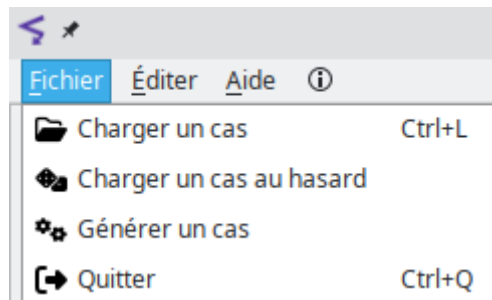 Fichier Éditer Aide
Charger un cas Ctrl+L
Charger un cas au hasard
Générer un cas
Quitter Ctrl+Q